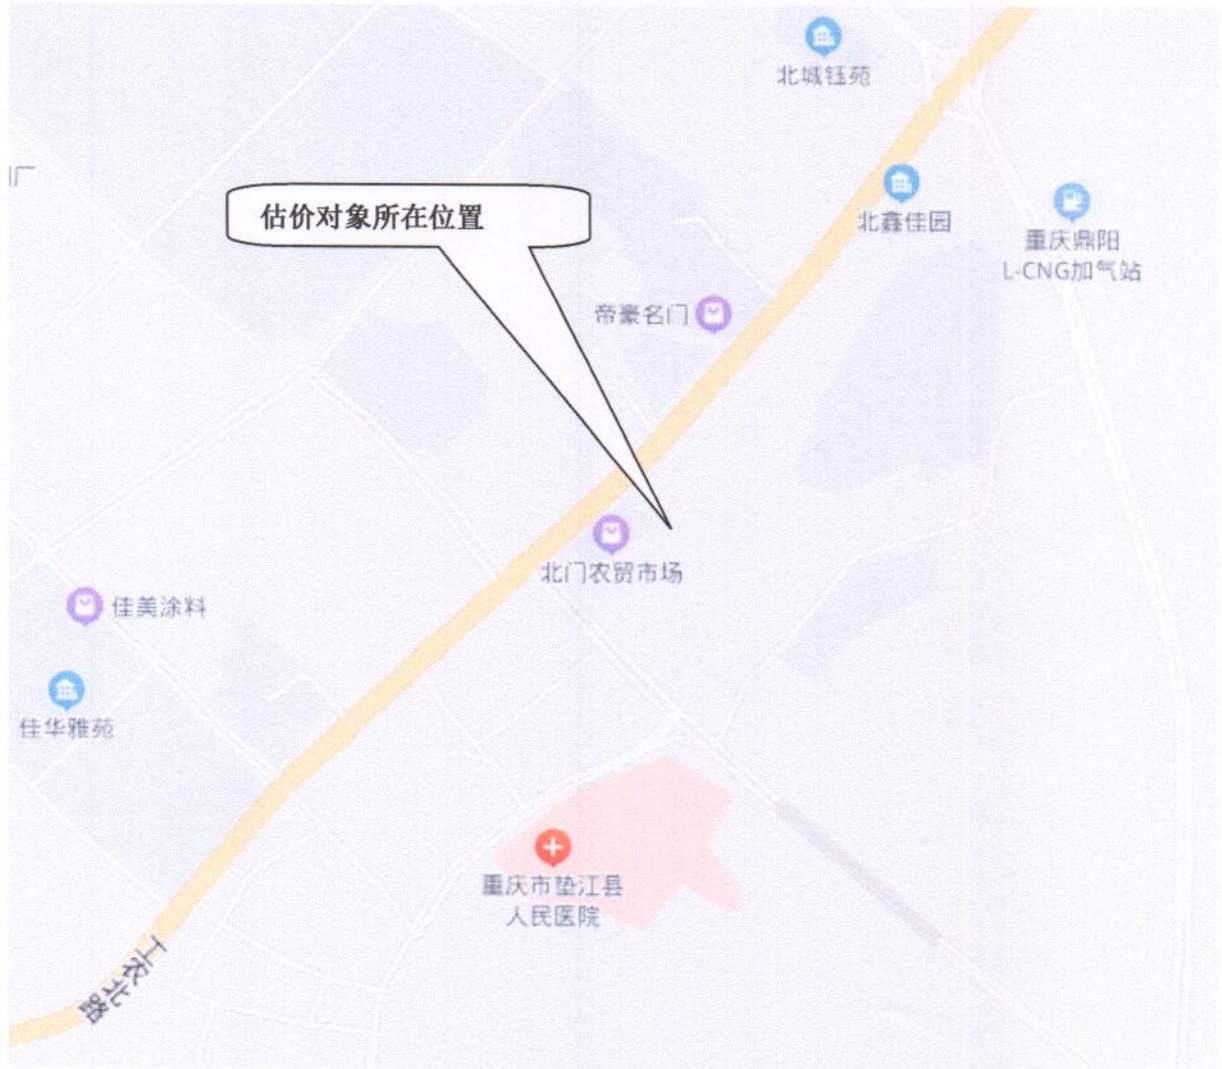 北城钰苑
厂
估价对象所在位置
北鑫佳园
重庆鼎阳
L-CNG加气站
帝豪名门
北门农贸市场
佳美涂料
佳华雅苑
重庆市垫江县
人民医院
工农北路